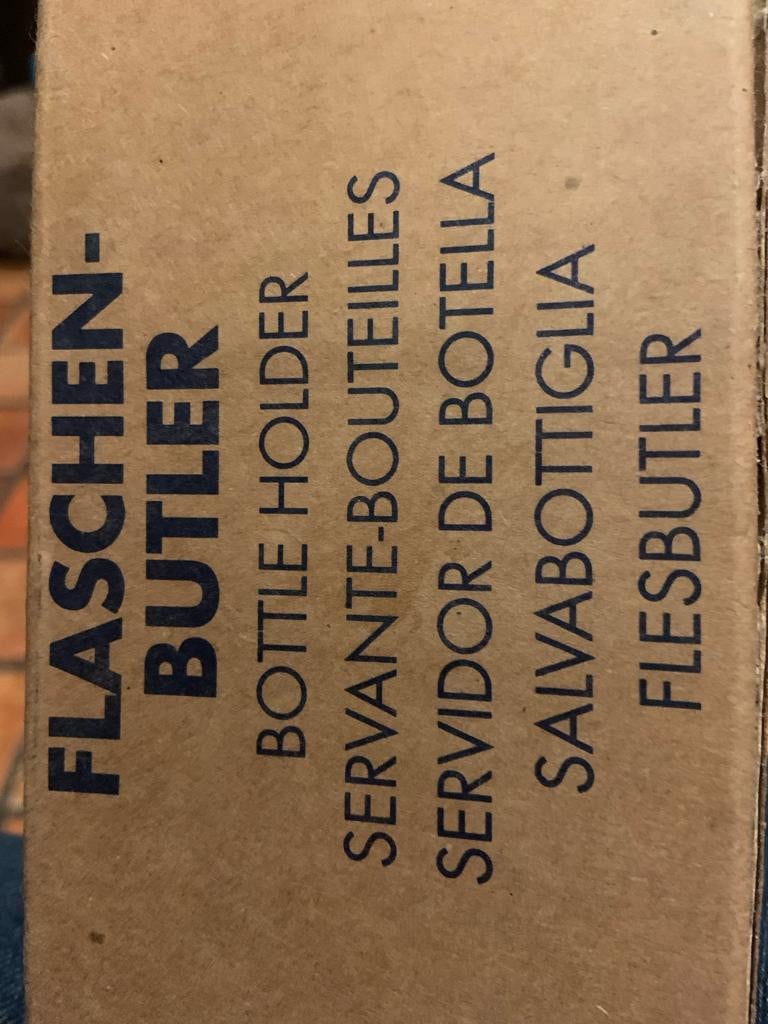 FLASCHEN-
BUTLER
BOTTLE HOLDER
SERVANTE-BOUTEILLES
SERVIDOR DE BOTELLA
SALVABOTTIGLIA
FLESBUTLER